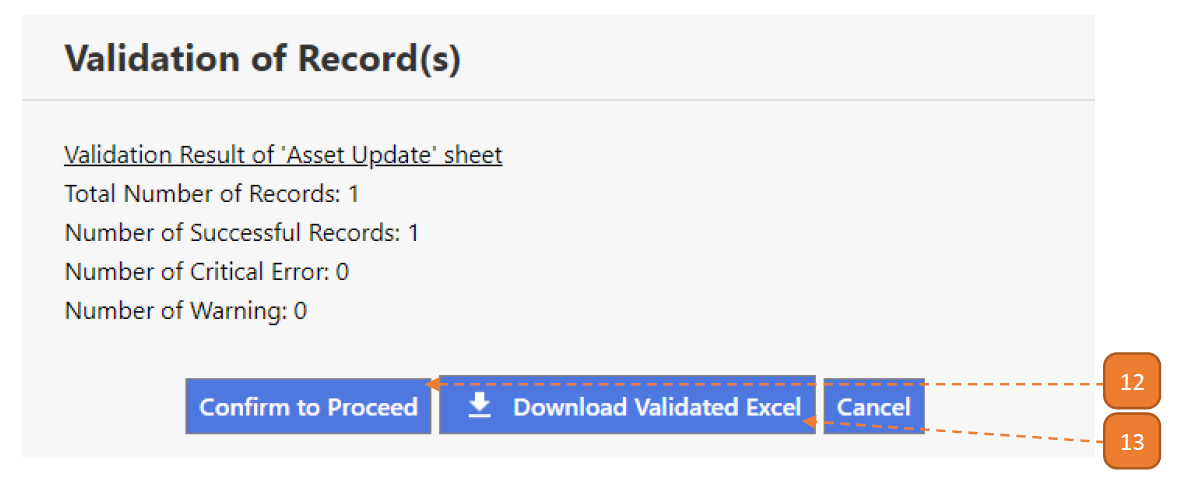 Validation of Record(s)
Validation Result of 'Asset Update' sheet
Total Number of Records: 1
Number of Successful Records: 1
Number of Critical Error: 0
Number of Warning: 0
12
Confirm to Proceed Download Validated Excel Cancel
13